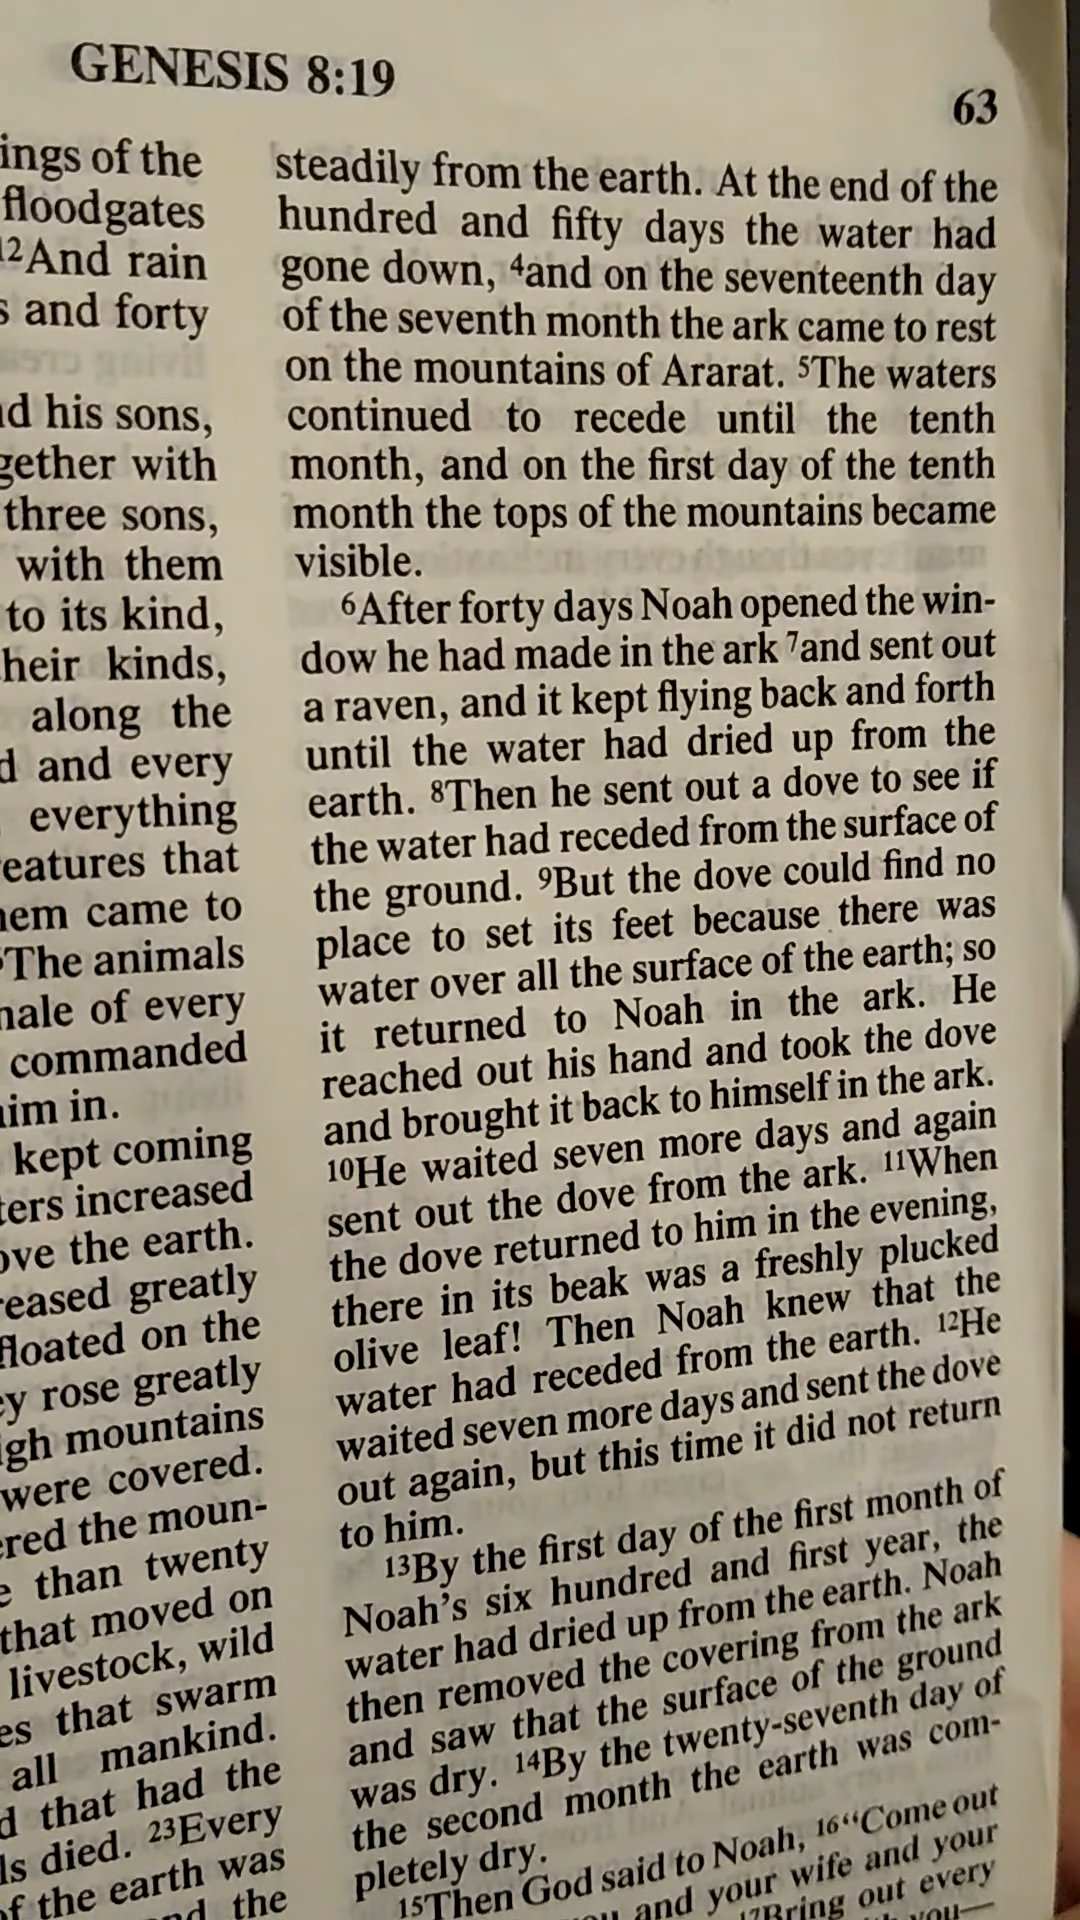 GENESIS 8:19
63
of the
floodgates
12And rain
and forty
his sons,
with
three sons,
with them
to its kind,
kinds,
along the
and every
everything
that
came to
The animals
of every
commanded
in.
kept coming
increased
the earth.
greatly
floated on the
rose greatly
mountains
were covered.
the moun-
than twenty
that moved on
livestock, wild
that swarm
all mankind.
that had the
died. 23Every
the earth was
the
steadily from the earth. At the end of the
hundred and fifty days the water had
gone down, 4and on the seventeenth day
of the seventh month the ark came to rest
on the mountains of Ararat. 5The waters
continued to recede until the tenth
month, and on the first day of the tenth
month the tops of the mountains became
visible.
6After forty days Noah opened the win-
dow he had made in the ark 7and sent out
a raven, and it kept flying back and forth
until the water had dried up from the
earth. 8Then he sent out a dove to see if
the water had receded from the surface of
the ground. 9But the dove could find no
place to set its feet because there was
water over all the surface of the earth; so
it returned to Noah in the ark. He
reached out his hand and took the dove
and brought it back to himself in the ark.
10He waited seven more days and again
sent out the dove from the ark. 11When
the dove returned to him in the evening,
there in its beak was a freshly plucked
olive leaf! Then Noah knew that the
water had receded from the earth. 12He
waited seven more days and sent the dove
out again, but this time it did not return
to him.
13By the first day of the first month of
Noah's six hundred and first year, the
water had dried up from the earth. Noah
then removed the covering from the ark
and saw that the surface of the ground
was dry. 14By the twenty-seventh day of
the second month the earth was com-
pletely dry.
15Then God said to Noah, 16“Come out
and your wife and your
17Bring out every